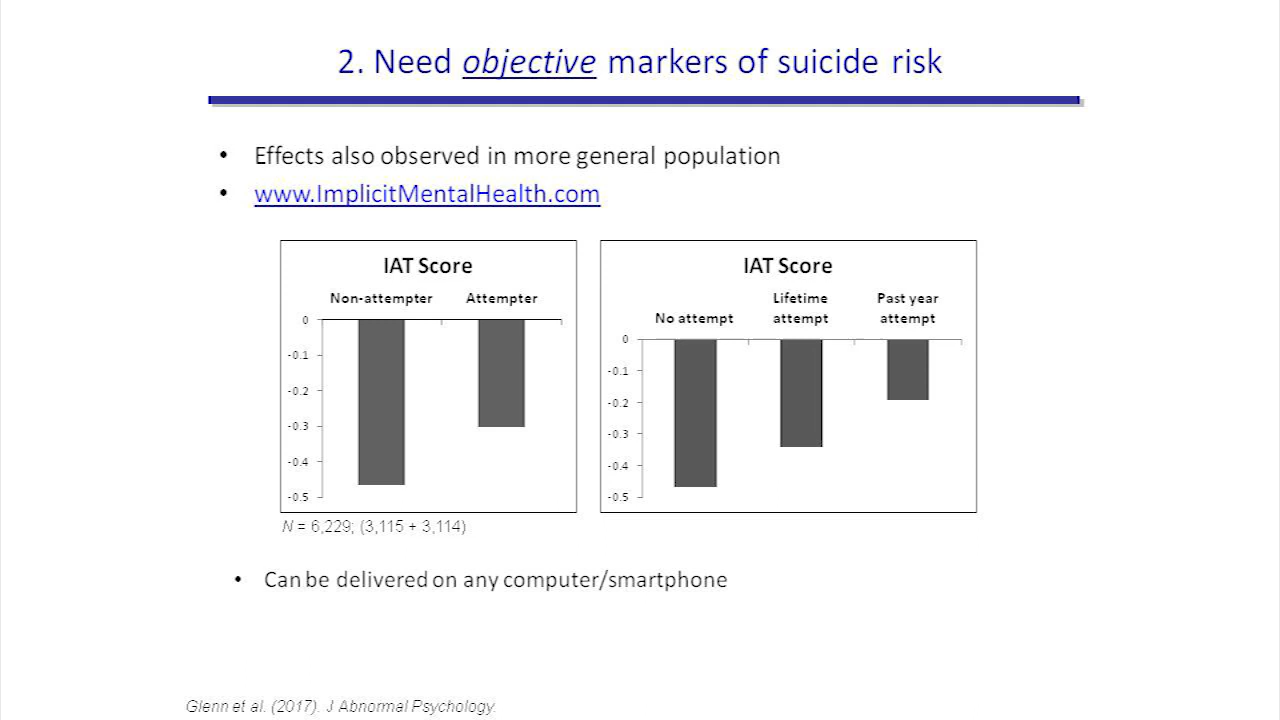 2. Need objective markers of suicide risk
• Effects also observed in more general population
• www.ImplicitMentalHealth.com
IAT Score
Non-attempter Attempter
0
-0.1
-0.2
-0.3
-0.4
-0.5
N = 6,229; (3,115 + 3,114)
IAT Score
No attempt Lifetime attempt Past year attempt
0
-0.1
-0.2
-0.3
-0.4
-0.5
• Can be delivered on any computer/smartphone
Glenn et al. (2017). J Abnormal Psychology.